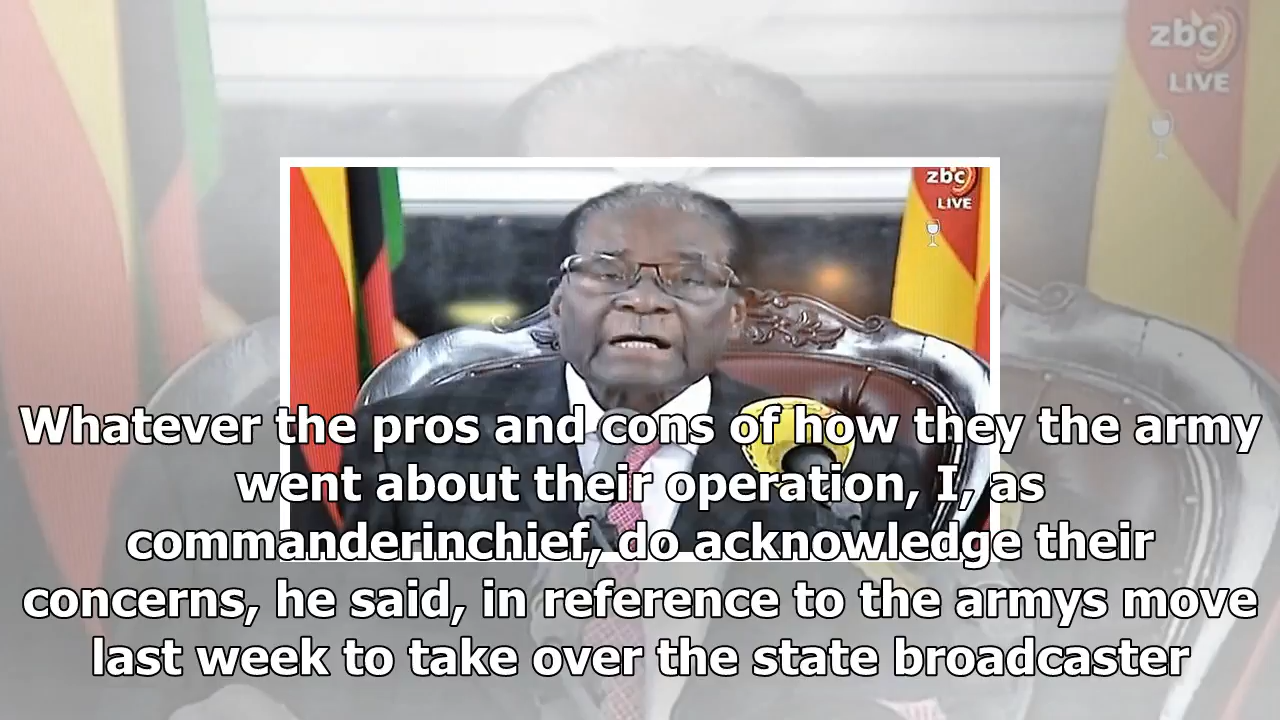 zbc
LIVE
zbc
LIVE
Whatever the pros and cons of how they the army
went about their operation, I, as
commanderinchief, do acknowledge their
concerns, he said, in reference to the armys move
last week to take over the state broadcaster